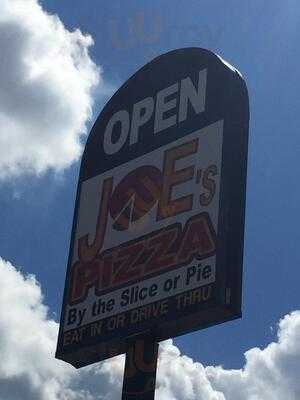 OPEN
JOE's
PIZZA
By the Slice or Pie
EAT IN OR DRIVE THRU